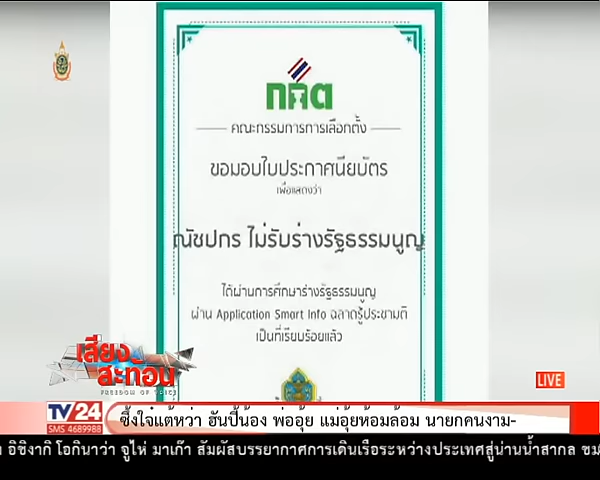 กกต
คณะกรรมการการเลือกตั้ง
ขอมอบใบประกาศนียบัตร
เพื่อแสดงว่า
ณัชปกร ไม่รับร่างรัฐธรรมนูญ
ได้ผ่านการศึกษาร่างรัฐธรรมนูญ
ผ่าน Application Smart Info ฉลาดรู้ประชามติ
เป็นที่เรียบร้อยแล้ว
เสียง
สะท้อน
FREEDOM OF VOICE
LIVE
TV24
SMS 4689988
ซึ้งใจ๋แต้หว่า ฮันปี้น้อง พ่ออุ้ย แม่อุ้ยห้อมล้อม นายกคนงาม-
อิชิงากิ โอกินาว่า จูไห่ มาเก๊า สัมผัสบรรยากาศการเดินเรือระหว่างประเทศสู่น่านน้ำสากล ชม